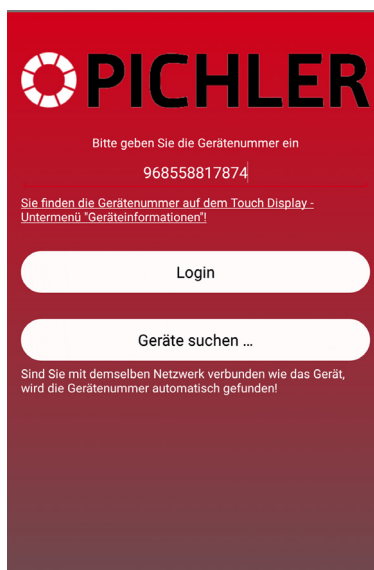 PICHLER
Bitte geben Sie die Gerätenummer ein
968558817874
Sie finden die Gerätenummer auf dem Touch Display -
Untermenü "Geräteinformationen"!
Login
Geräte suchen ...
Sind Sie mit demselben Netzwerk verbunden wie das Gerät,
wird die Gerätenummer automatisch gefunden!